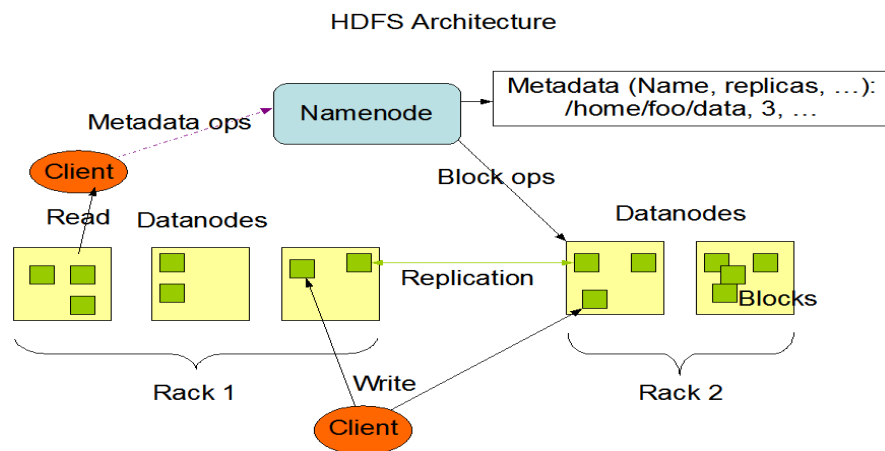 HDFS Architecture
Metadata (Name, replicas, …):
/home/foo/data, 3, …
Namenode
Metadata ops
Client
Block ops
Read
Datanodes
Datanodes
Replication
Blocks
Rack 1
Write
Rack 2
Client